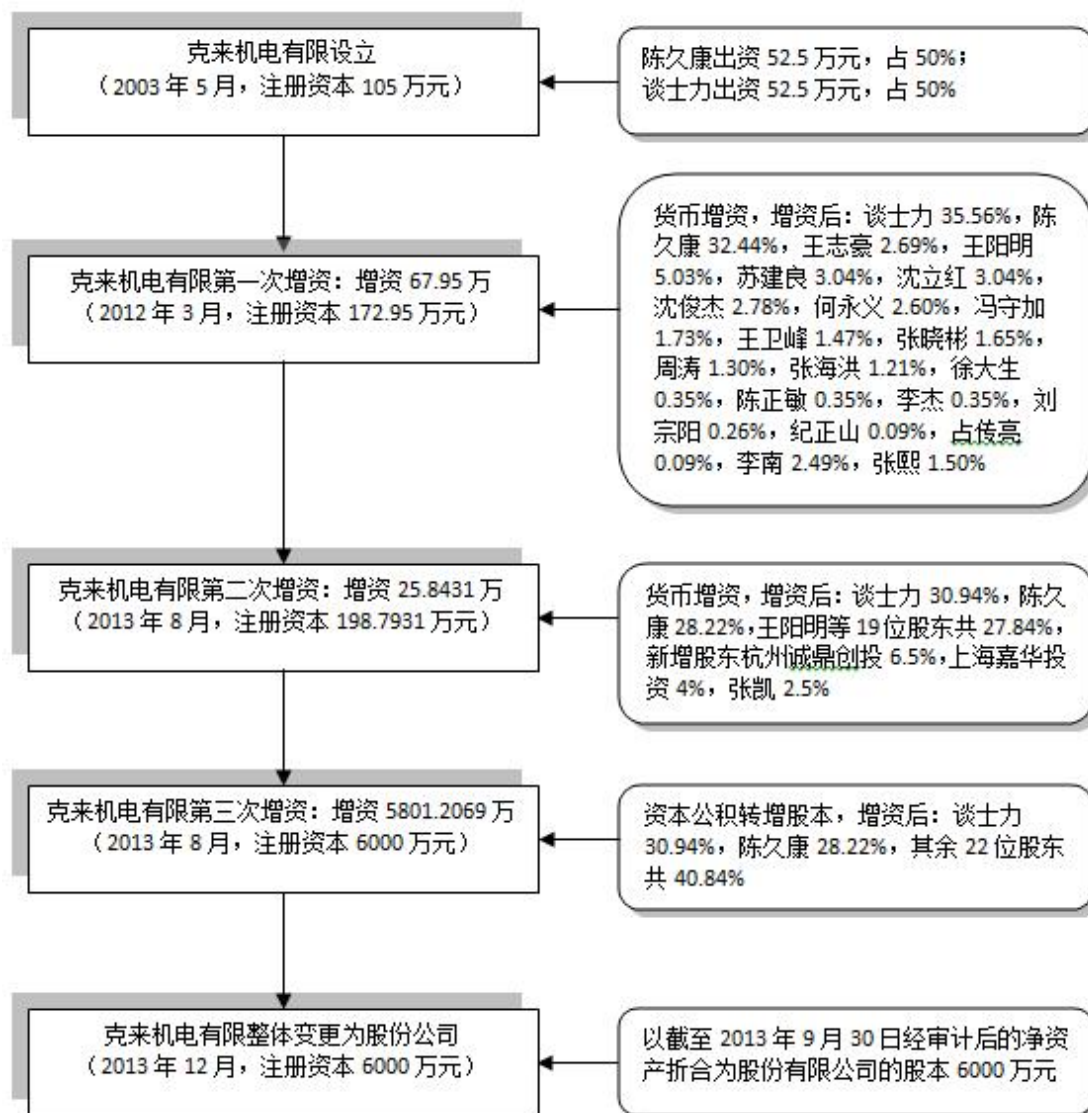 克来机电有限设立
（2003 年 5 月，注册资本 105 万元）
陈久康出资 52.5 万元，占 50%；
谈士力出资 52.5 万元，占 50%
货币增资，增资后：谈士力 35.56%，陈
久康 32.44%，王志豪 2.69%，王阳明
5.03%，苏建良 3.04%，沈立红 3.04%，
沈俊杰 2.78%，何永义 2.60%，冯守加
1.73%，王卫峰 1.47%，张晓彬 1.65%，
周涛 1.30%，张海洪 1.21%，徐大生
0.35%，陈正敏 0.35%，李杰 0.35%，刘
宗阳 0.26%，纪正山 0.09%，占传亮
0.09%，李南 2.49%，张熙 1.50%
克来机电有限第一次增资：增资 67.95 万
（2012 年 3 月，注册资本 172.95 万元）
克来机电有限第二次增资：增资 25.8431 万
（2013 年 8 月，注册资本 198.7931 万元）
货币增资，增资后：谈士力 30.94%，陈久
康 28.22%,王阳明等 19 位股东共 27.84%，
新增股东杭州诚鼎创投 6.5%,上海嘉华投
资 4%，张凯 2.5%
克来机电有限第三次增资：增资 5801.2069 万
（2013 年 8 月，注册资本 6000 万元）
资本公积转增股本，增资后：谈士力
30.94%，陈久康 28.22%，其余 22 位股东
共 40.84%
克来机电有限整体变更为股份公司
（2013 年 12 月，注册资本 6000 万元）
以截至 2013 年 9 月 30 日经审计后的净资
产折合为股份有限公司的股本 6000 万元